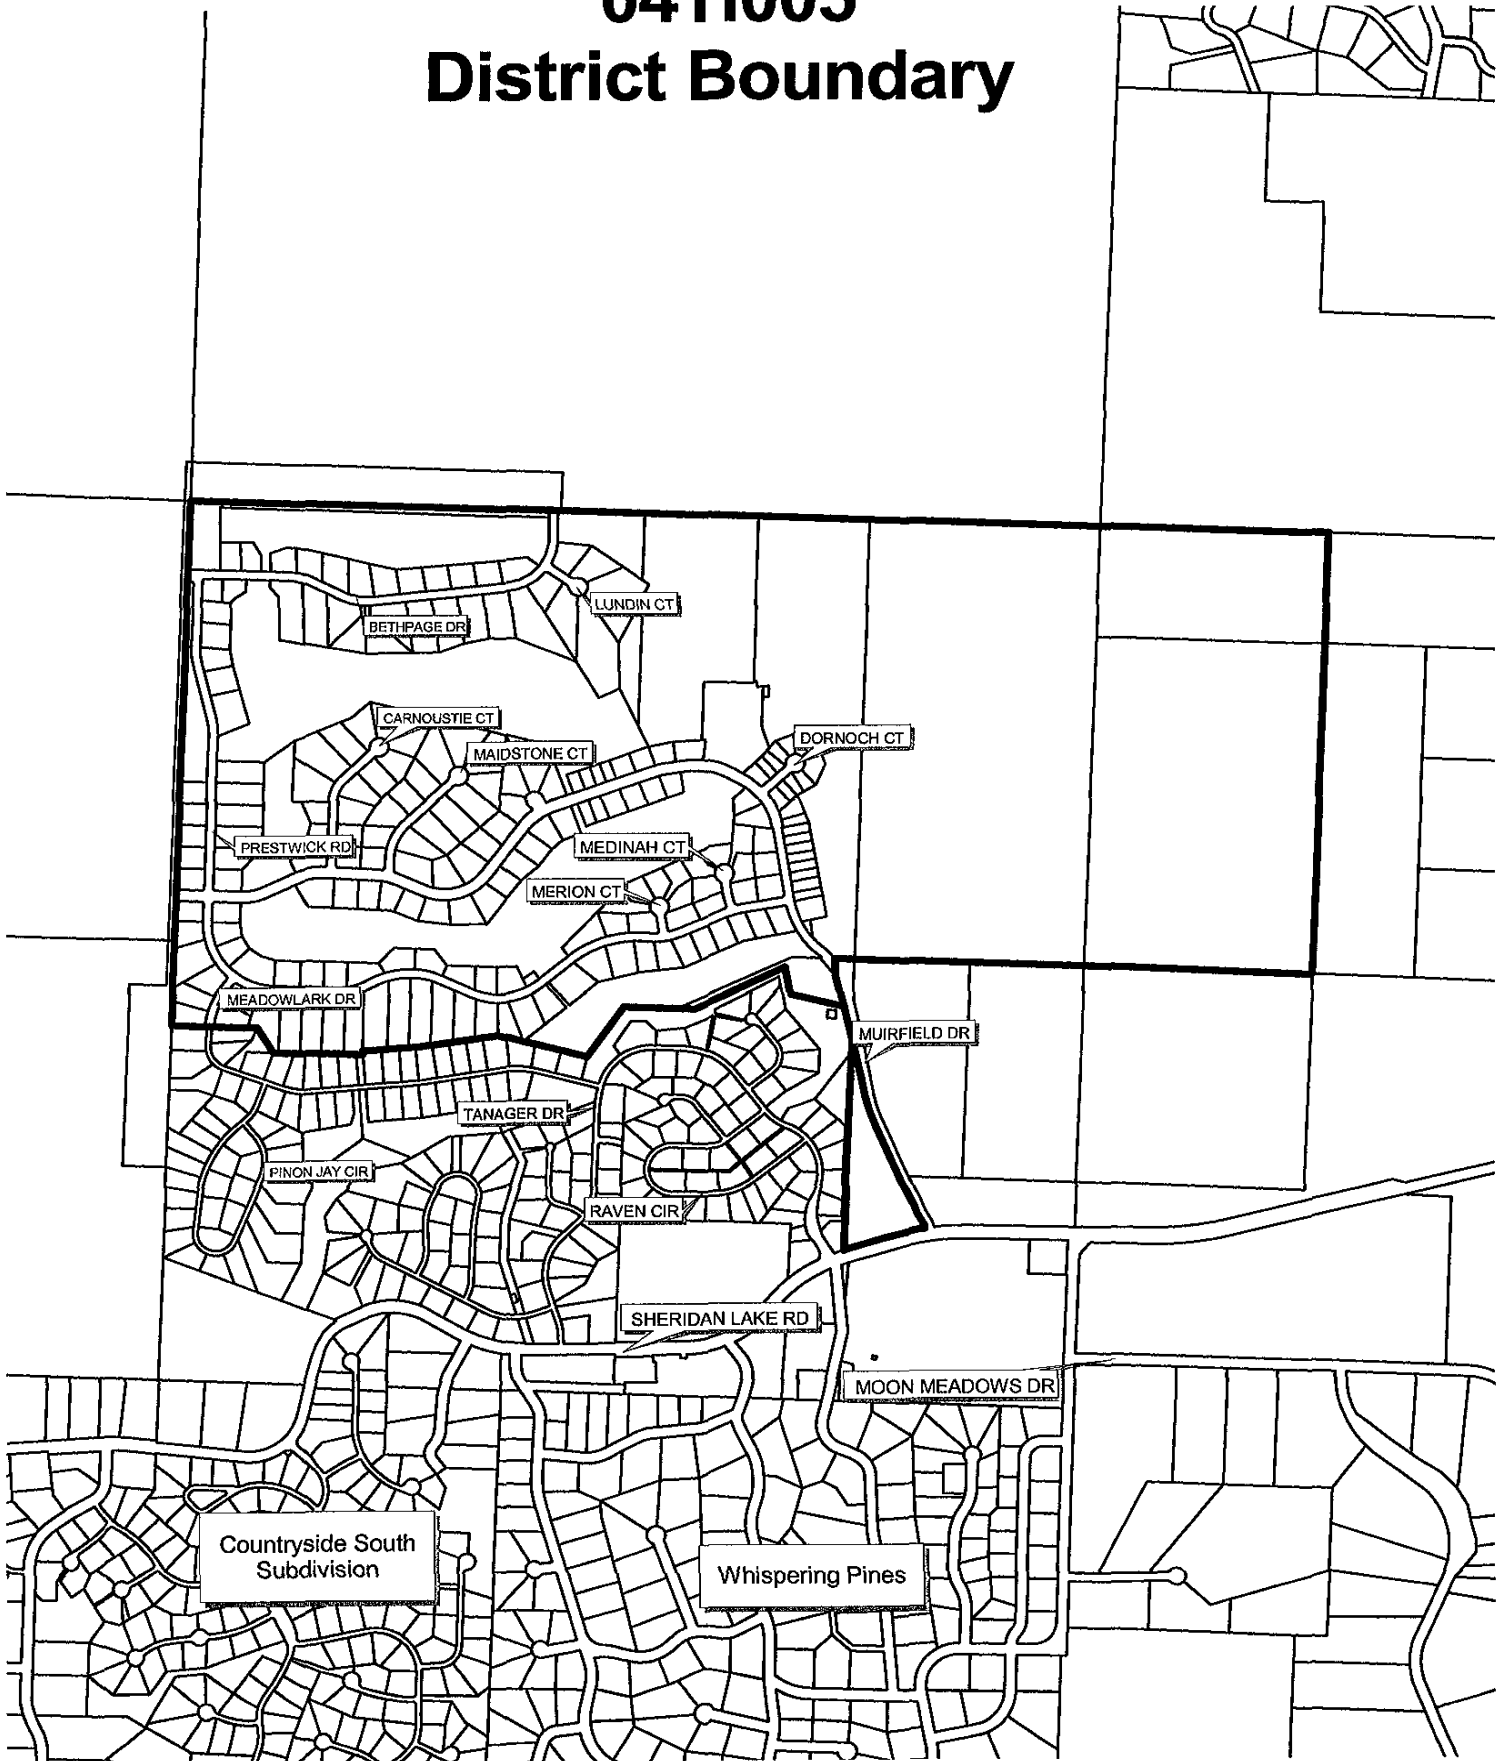 District Boundary
LUNDIN CT
BETHPAGE DR
CARNOUSTIE CT
MAIDSTONE CT
DORNOCH CT
PRESTWICK RD
MEDINAH CT
MERION CT
MEADOWLARK DR
MUIRFIELD DR
TANAGER DR
PINON JAY CIR
RAVEN CIR
SHERIDAN LAKE RD
MOON MEADOWS DR
Countryside South
Subdivision
Whispering Pines